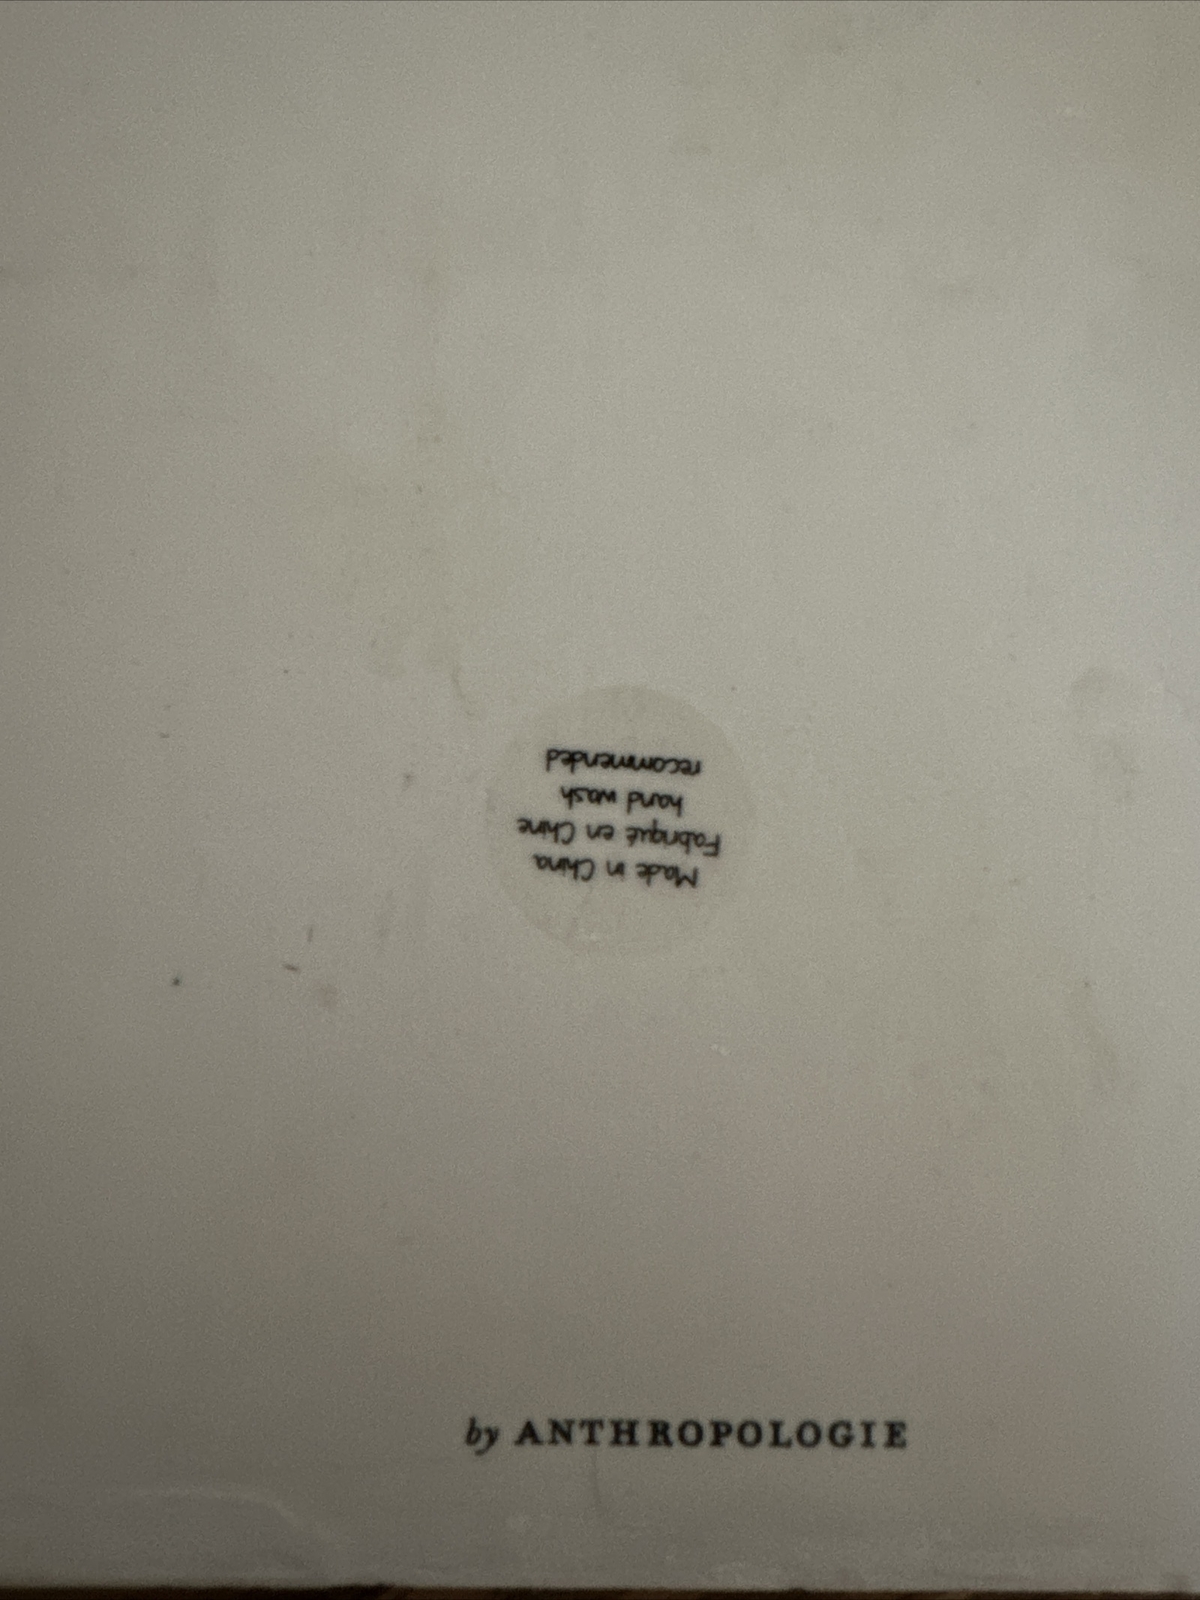 Made in China
Fabriqué en Chine
hand wash
recommended
by ANTHROPOLOGIE